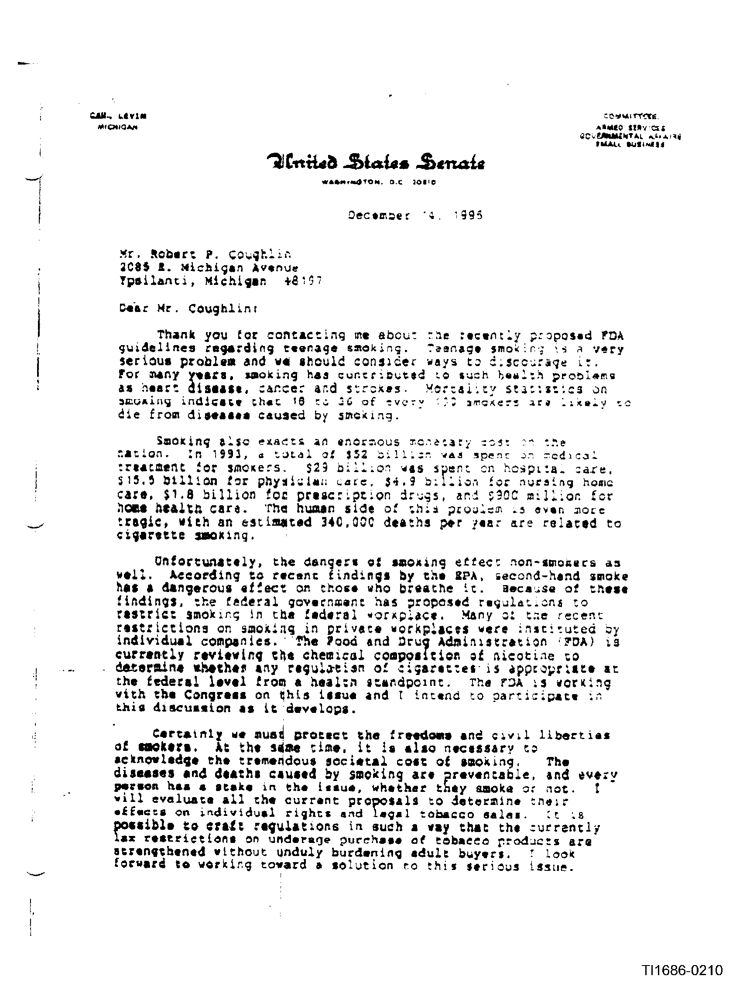 CARL LEVIN
MICHIGAN
COMMITTEES
ARMED SERVICES
GOVERNMENTAL AFFAIRS
SMALL BUSINESS
United States Senate
WASHINGTON, D.C. 20510
December 14, 1995
Mr. Robert P. Coughlin
2085 E. Michigan Avenue
Ypsilanti, Michigan 48197
Dear Mr. Coughlin:
Thank you for contacting me about the recently proposed FDA
guidelines regarding teenage smoking. Teenage smoking is a very
serious problem and we should consider ways to discourage it.
For many years, smoking has contributed to such health problems
as heart disease, cancer and strokes. Mortality statistics on
smoking indicate that 18 to 36 of every 100 smokers are likely to
die from diseases caused by smoking.
Smoking also exacts an enormous monetary cost on the
nation. In 1993, a total of $52 billion was spent on medical
treatment for smokers. $29 billion was spent on hospital care,
$15.5 billion for physician care, $4.9 billion for nursing home
care, $1.8 billion for prescription drugs, and $900 million for
home health care. The human side of this problem is even more
tragic, with an estimated 340,000 deaths per year are related to
cigarette smoking.
Unfortunately, the dangers of smoking effect non-smokers as
well. According to recent findings by the EPA, second-hand smoke
has a dangerous effect on those who breathe it. Because of these
findings, the federal government has proposed regulations to
restrict smoking in the federal workplace. Many of the recent
restrictions on smoking in private workplaces were instituted by
individual companies. The Food and Drug Administration (FDA) is
currently reviewing the chemical composition of nicotine to
determine whether any regulation of cigarettes is appropriate at
the federal level from a health standpoint. The FDA is working
with the Congress on this issue and I intend to participate in
this discussion as it develops.
Certainly we must protect the freedoms and civil liberties
of smokers. At the same time, it is also necessary to
acknowledge the tremendous societal cost of smoking. The
diseases and deaths caused by smoking are preventable, and every
person has a stake in the issue, whether they smoke or not. I
will evaluate all the current proposals to determine their
effects on individual rights and legal tobacco sales. It is
possible to craft regulations in such a way that the currently
lax restrictions on underage purchase of tobacco products are
strengthened without unduly burdening adult buyers. I look
forward to working toward a solution to this serious issue.
TI1686-0210